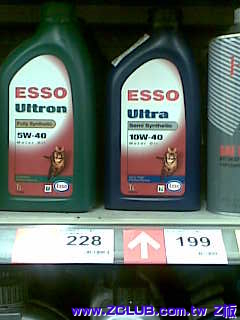 ESSO
Ultron
Fully Synthetic
5W-40
Motor Oil
1L
Esso
ESSO
Ultra
Semi Synthetic
10W-40
Motor Oil
1L
Esso
228
199
www.ZCLUB.com.tw Z版